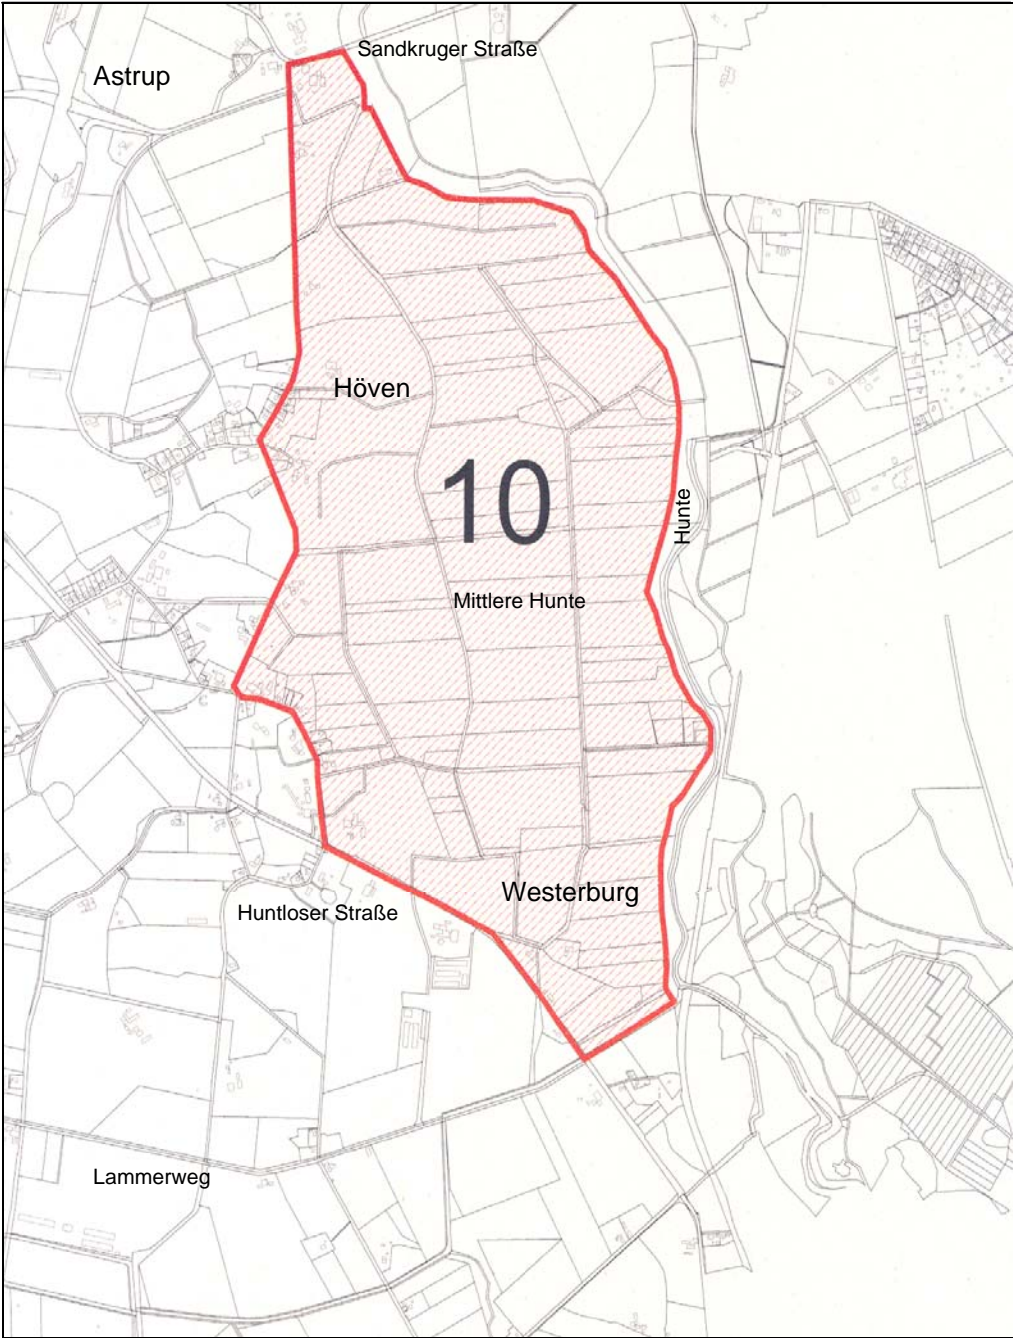 Sandkruger Straße
Astrup
Höven
10
Hunte
Mittlere Hunte
Westerburg
Huntloser Straße
Lammerweg